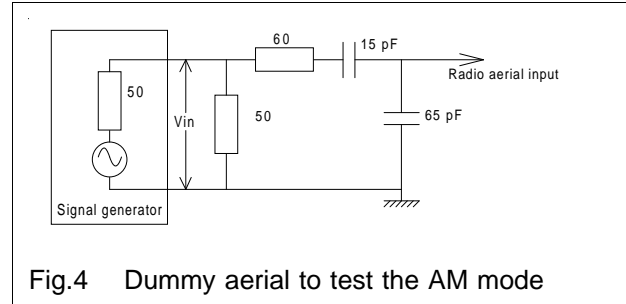 60
15 pF
Radio aerial input
50
Vin
50
65 pF
Signal generator
Fig.4 Dummy aerial to test the AM mode